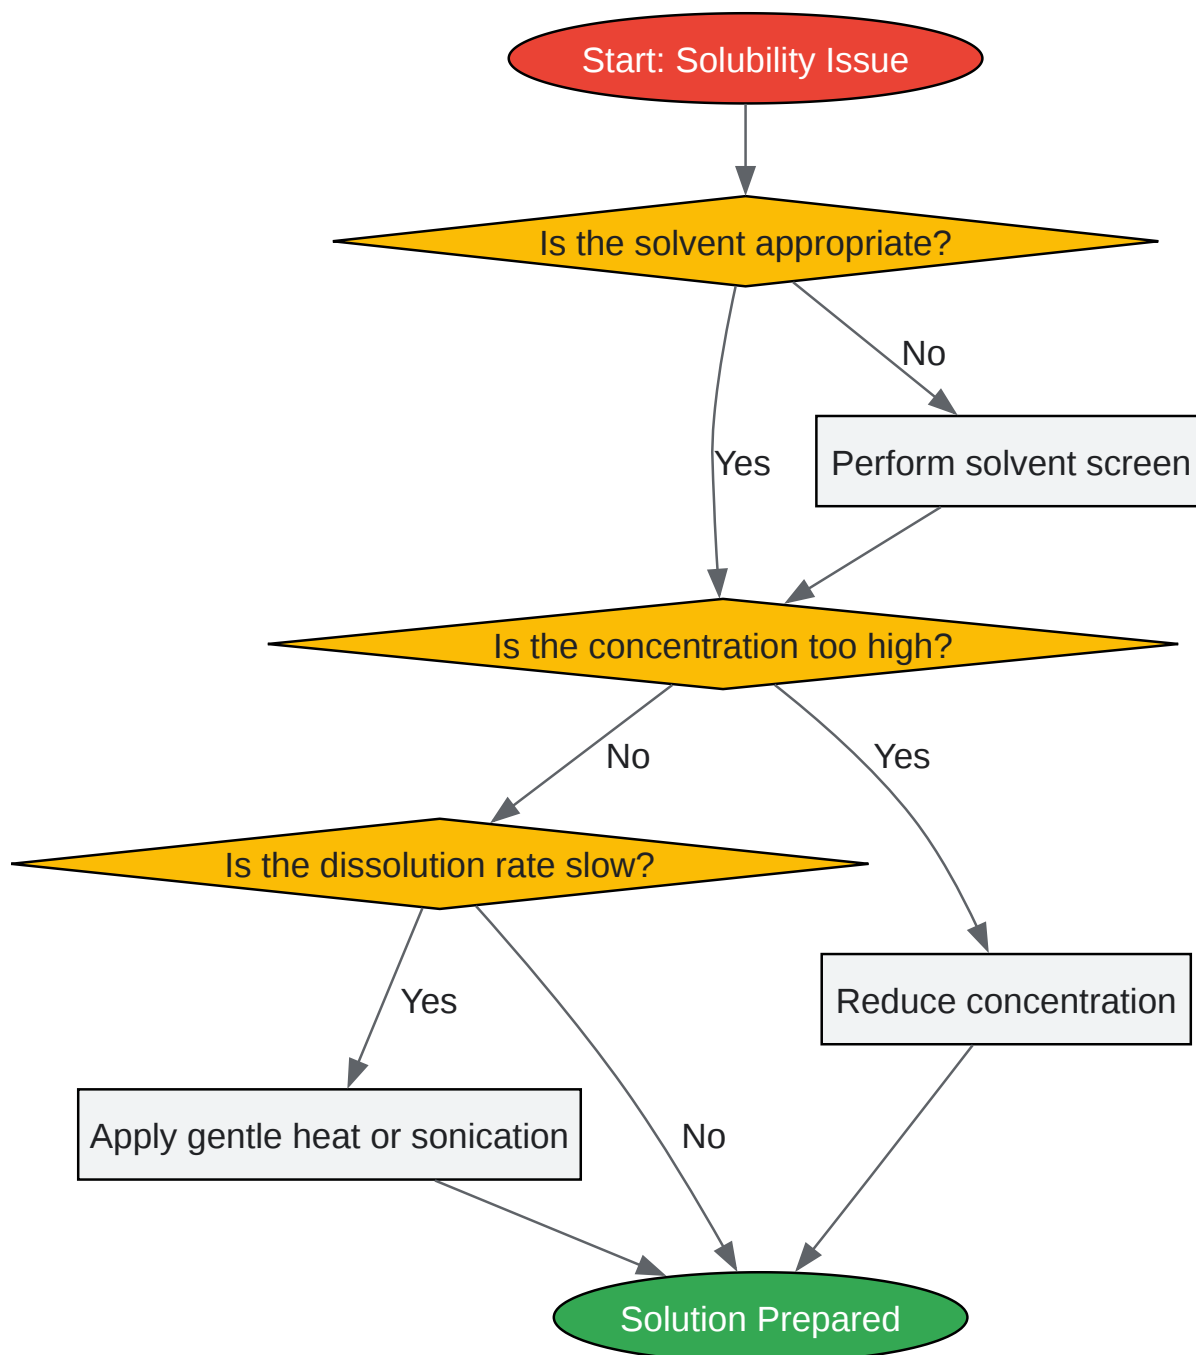 Start: Solubility Issue
Is the solvent appropriate?
No
Yes
Perform solvent screen
Is the concentration too high?
No
Yes
Is the dissolution rate slow?
Yes
Reduce concentration
Apply gentle heat or sonication
No
Solution Prepared